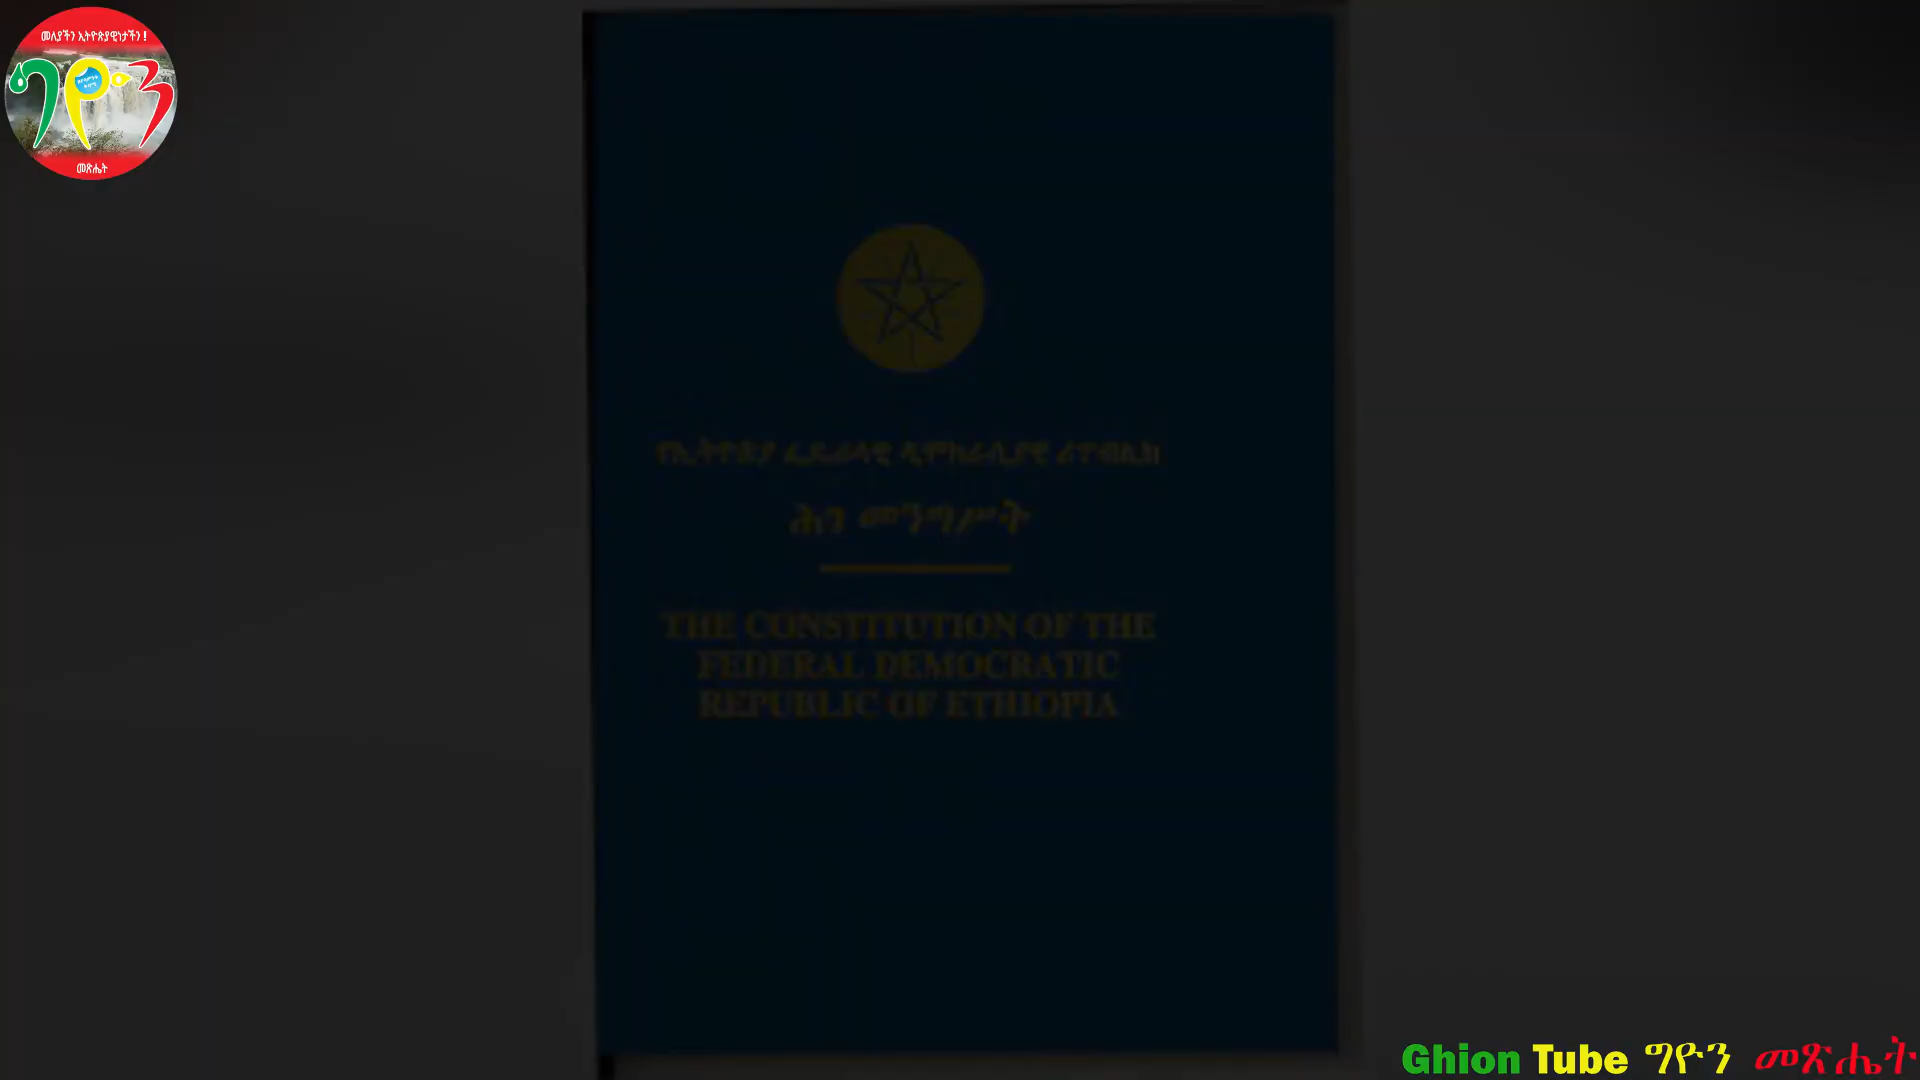 መለያችን ኢትዮጵያዊነታችን !
ግዮን
መጽሔት
የኢትዮጵያ ፌዴራላዊ ዲሞክራሲያዊ ሪፐብሊክ
ሕገ መንግሥት
THE CONSTITUTION OF THE
FEDERAL DEMOCRATIC
REPUBLIC OF ETHIOPIA
Ghion Tube ግዮን መጽሔት